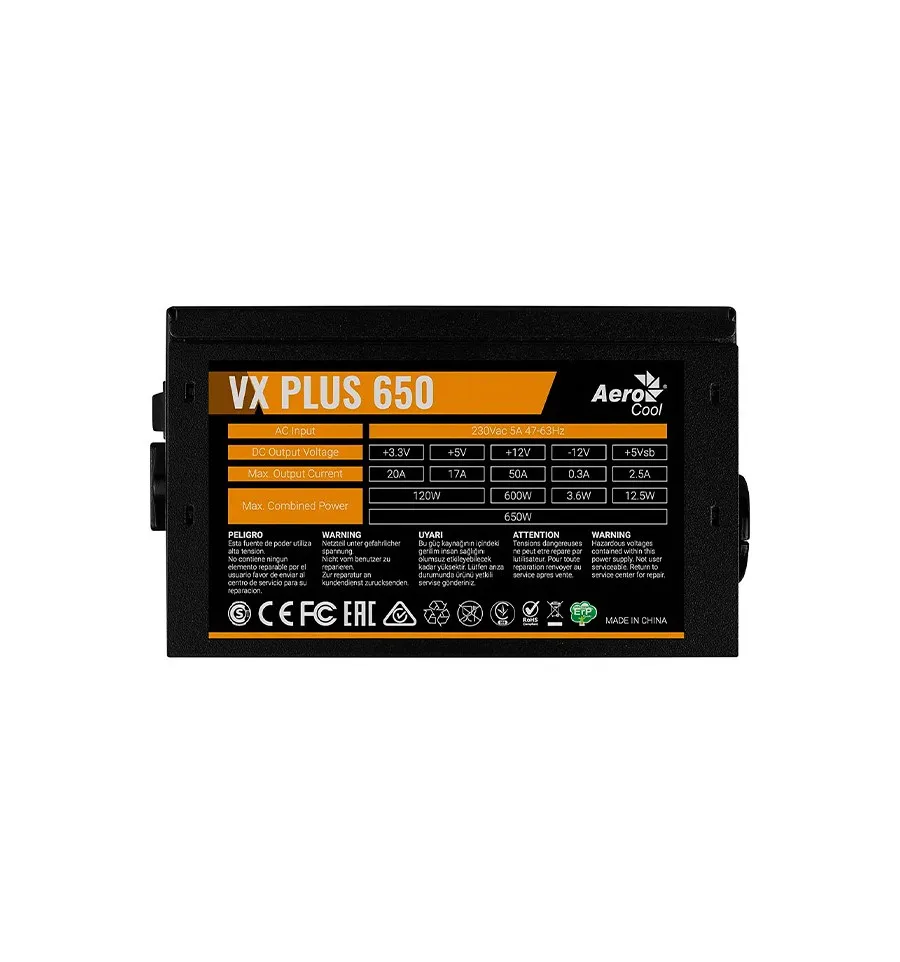 VX PLUS 650
Aero
Cool
AC Input 230Vac 5A 47-63Hz
DC Output Voltage +3.3V +5V +12V -12V +5Vsb
Max. Output Current 20A 17A 50A 0.3A 2.5A
Max. Combined Power 120W 600W 3.6W 12.5W
650W
PELIGRO
Esta fuente de poder utiliza
alta tension.
No contiene ningun
elemento reparable por el
usuario favor de enviar al
centro de servicio para su
reparacion.
WARNING
Netzteil unter gefahrlicher
spannung.
Nicht vom benutzer zu
repaneren.
Zur reparatur an
kundendienst zurucksenden.
UYARI
Bu güç kaynağının içindeki
gerilim insan sağlığını
olumsuz etkileyebilecek
kadar yüksektir. Lütfen arıza
durumunda ürünü yetkili
servise gönderiniz.
ATTENTION
Tensions dangereuses
ne peut etre repare par
lutilisateur. Pour toute
reparation renvoyer au
service apres vente.
WARNING
Hazardous voltages
contained within this
power unit. Not user
serviceable. Return to
service center for repair.
S CE FC EAC RoHS
Compliant ErP MADE IN CHINA